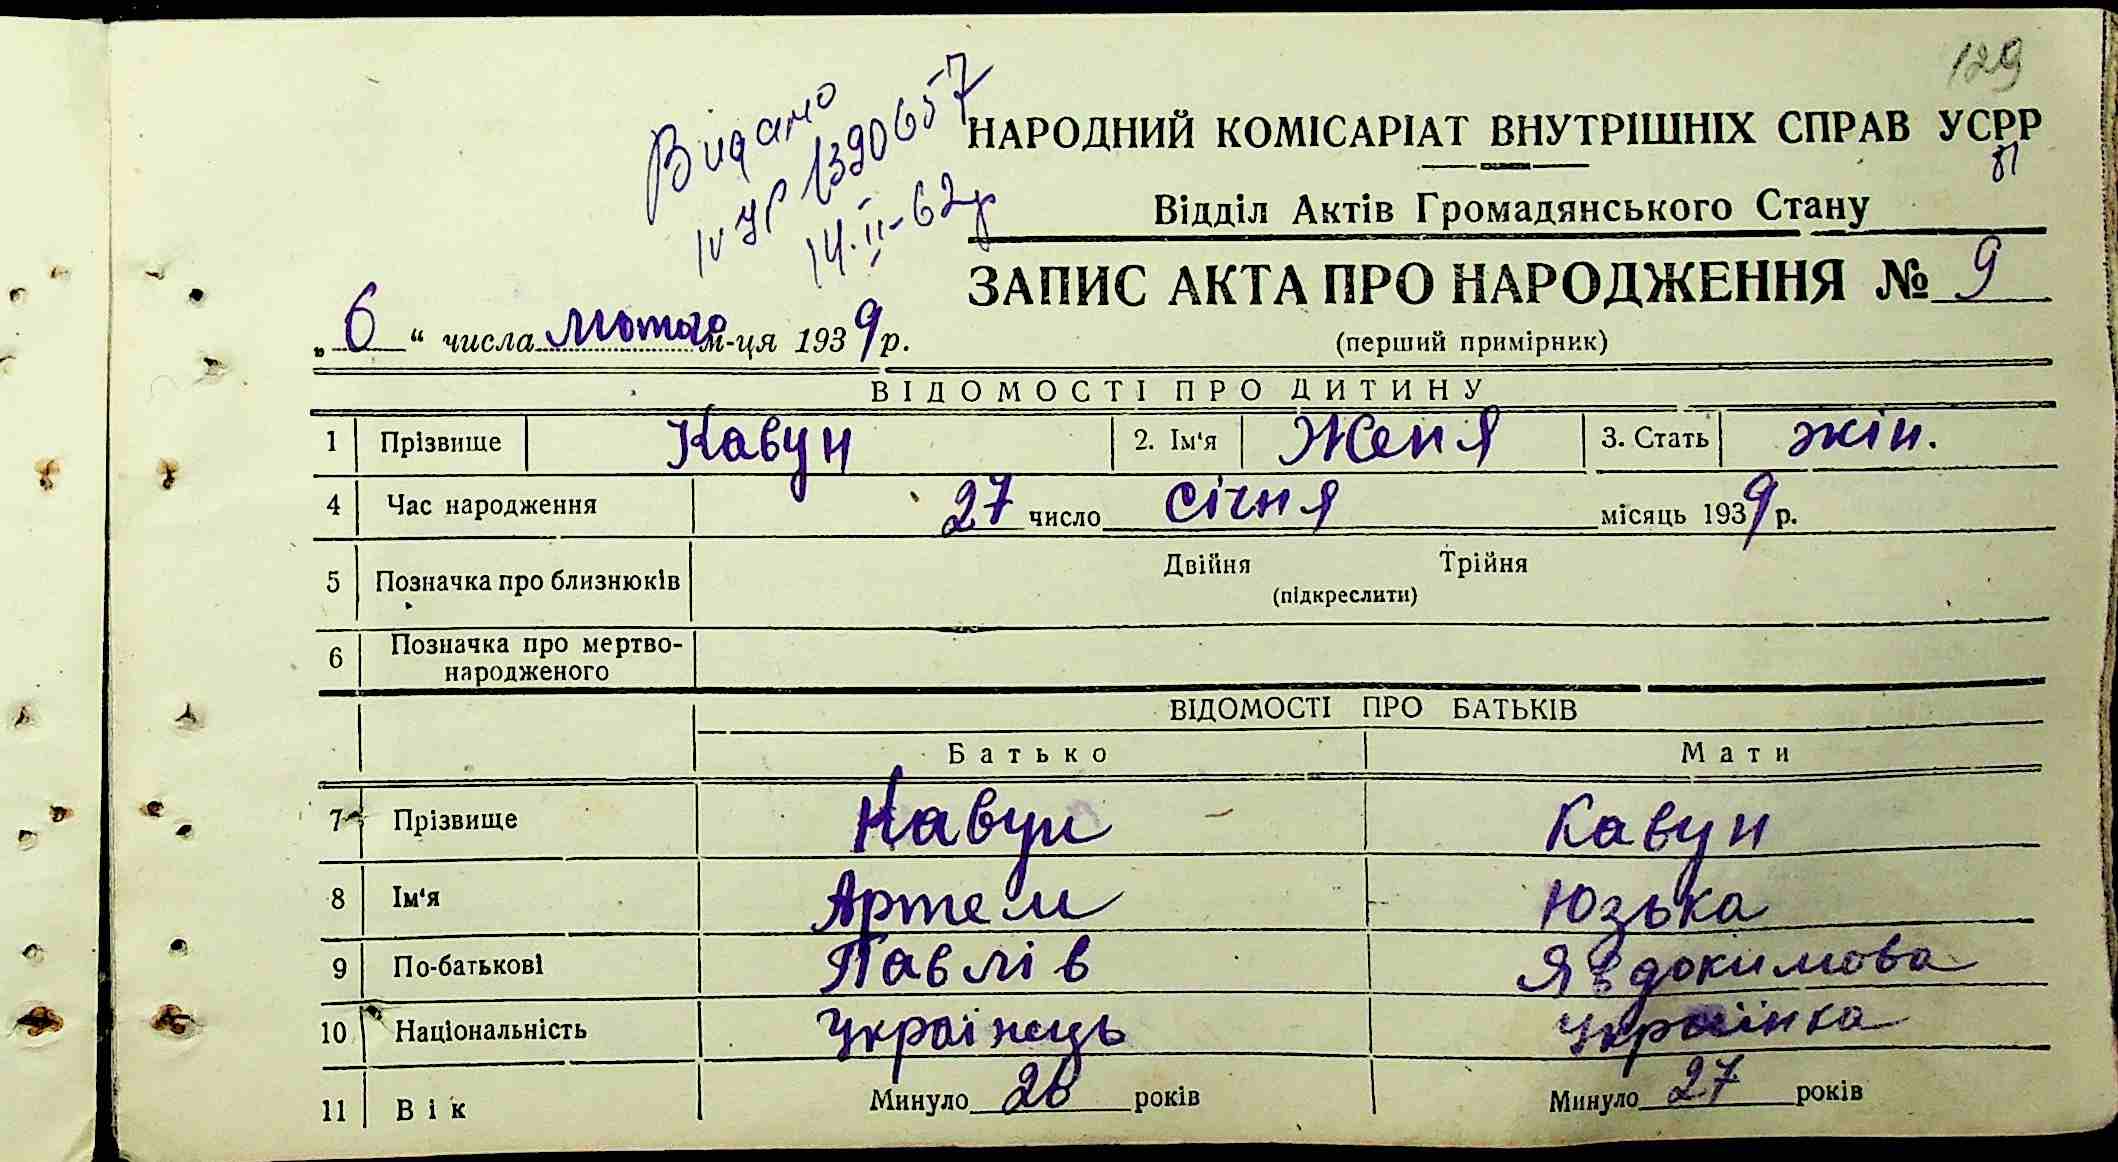 129
Видано
ІУ УР 1390657
14.ІІ-62р
НАРОДНИЙ КОМІСАРІАТ ВНУТРІШНІХ СПРАВ УСРР
Відділ Актів Громадянського Стану
ЗАПИС АКТА ПРО НАРОДЖЕННЯ № 9
„6“ числа лютого м-ця 1939 р.
(перший примірник)
ВІДОМОСТІ ПРО ДИТИНУ
1 Прізвище Кавун 2. Ім'я Женя 3. Стать жін.
4 Час народження 27 число січня місяць 1939 р.
5 Позначка про близнюків Двійня Трійня
(підкреслити)
6 Позначка про мертво-
народженого
ВІДОМОСТІ ПРО БАТЬКІВ
Батько Мати
7 Прізвище Кавун Кавун
8 Ім'я Артем Юзька
9 По-батькові Павлів Явдокимова
10 Національність Українець Українка
11 Вік Минуло 26 років Минуло 27 років